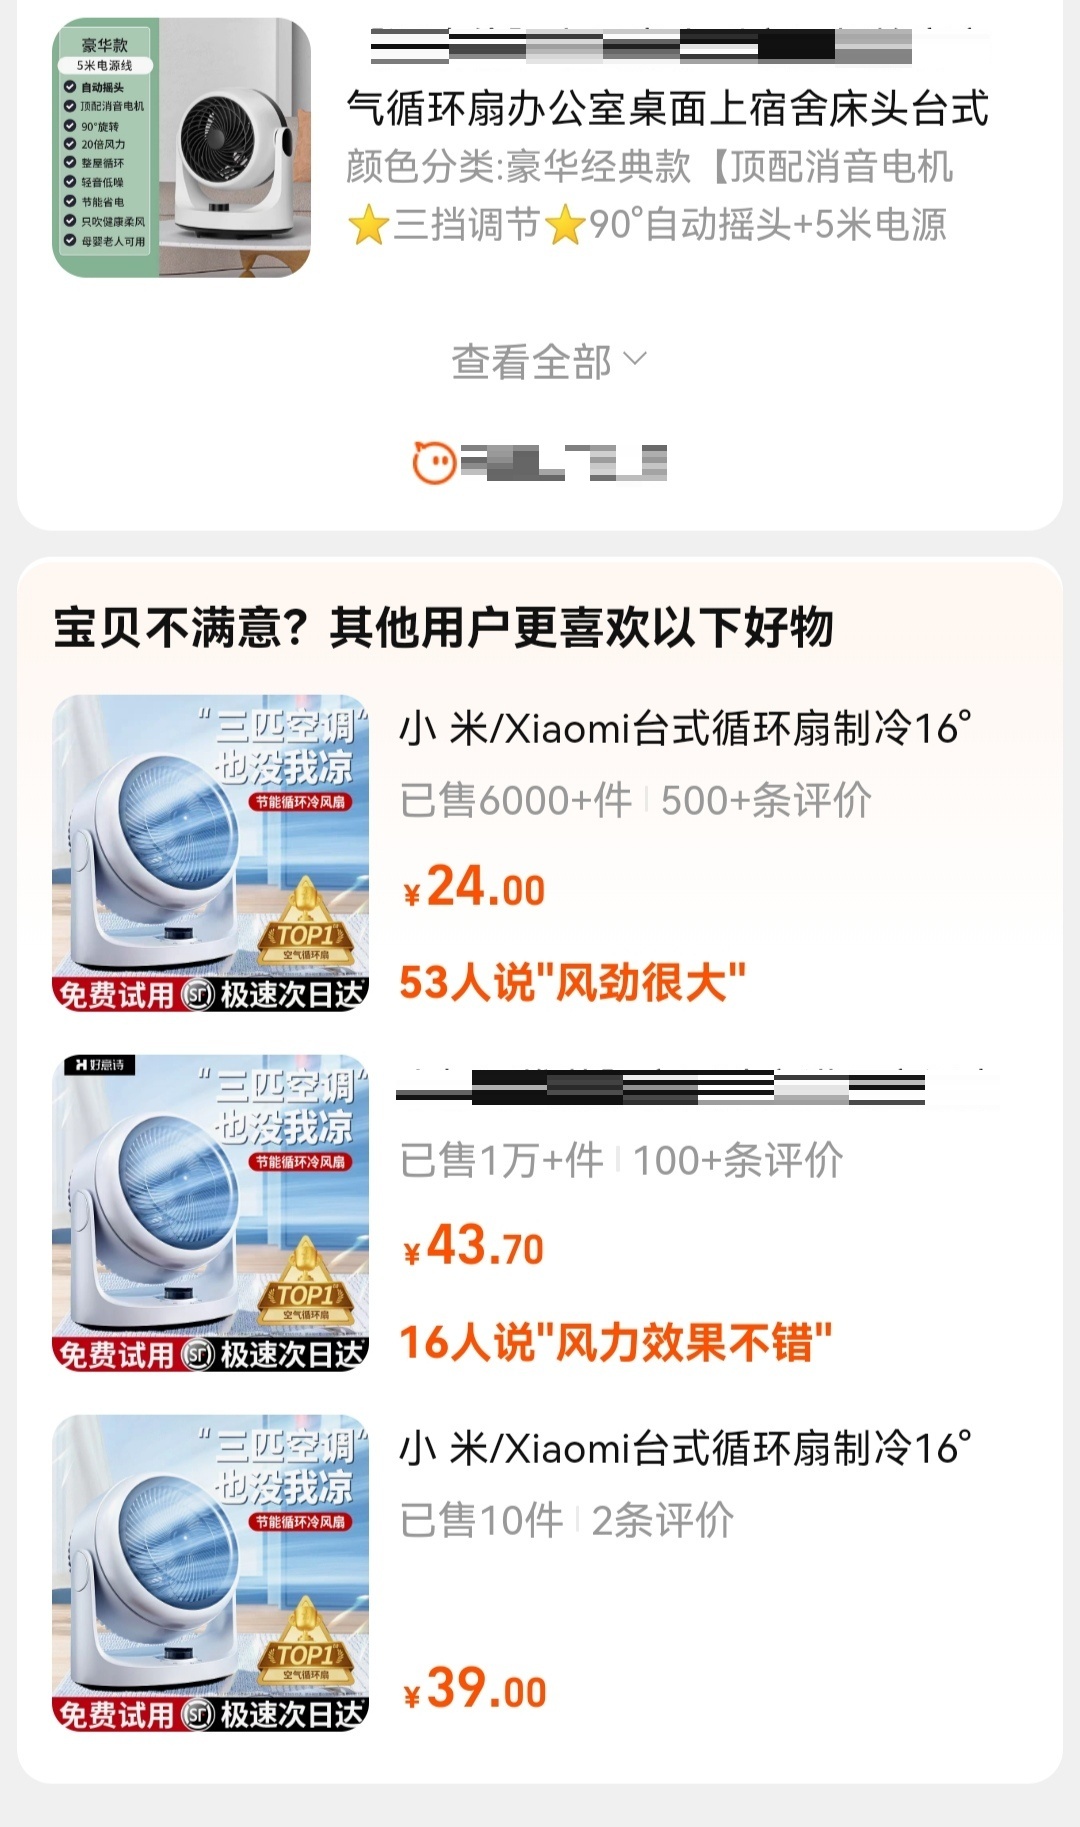 豪华款
5米电源线
自动摇头
顶配消音电机
90°旋转
20倍风力
整屋循环
轻音低噪
节能省电
只吹健康柔风
母婴老人可用
气循环扇办公室桌面上宿舍床头台式
颜色分类:豪华经典款【顶配消音电机
⭐三挡调节⭐90°自动摇头+5米电源
查看全部
宝贝不满意？其他用户更喜欢以下好物
“三匹空调”
也没我凉
节能循环冷风扇
TOP1
空气循环扇
免费试用 SF 极速次日达
小 米/Xiaomi台式循环扇制冷16°
已售6000+件 500+条评价
¥24.00
53人说"风劲很大"
好意诗
“三匹空调”
也没我凉
节能循环冷风扇
TOP1
空气循环扇
免费试用 SF 极速次日达
已售1万+件 100+条评价
¥43.70
16人说"风力效果不错"
“三匹空调”
也没我凉
节能循环冷风扇
TOP1
空气循环扇
免费试用 SF 极速次日达
小 米/Xiaomi台式循环扇制冷16°
已售10件 2条评价
¥39.00